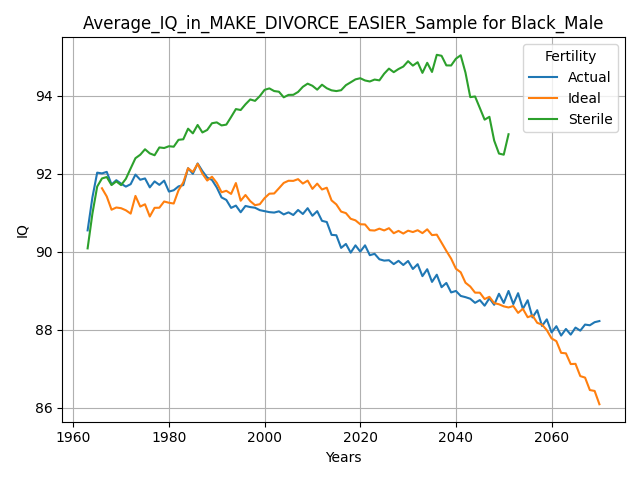 Average_IQ_in_MAKE_DIVORCE_EASIER_Sample for Black_Male
Fertility
Actual
Ideal
Sterile
94
92
90
88
86
IQ
1960
1980
2000
2020
2040
2060
Years